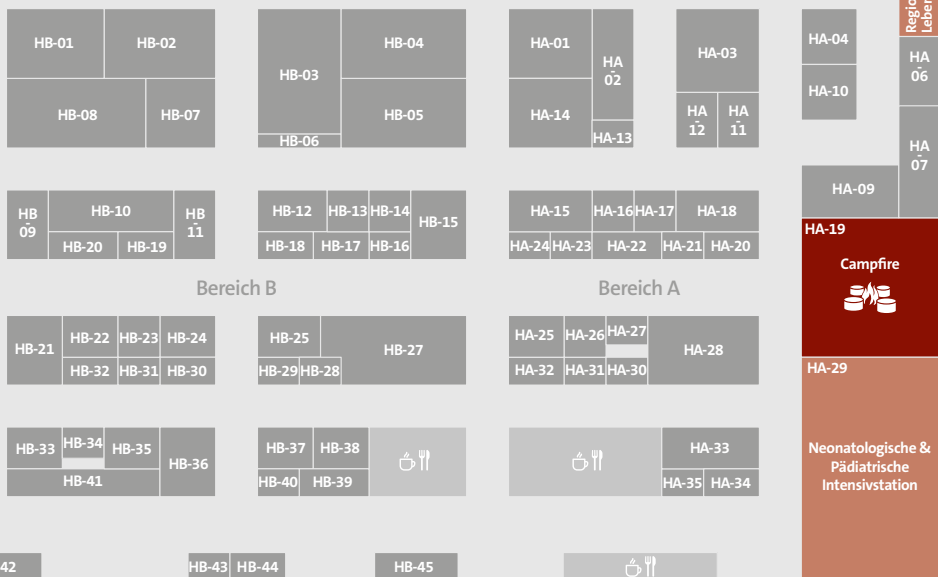 HB-01
HB-02
HB-03
HB-04
HB-05
HB-06
HB-08
HB-07
HA-01
HA
-
02
HA-03
HA-14
HA-13
HA
-
12
HA
-
11
HA-04
HA-10
Regio
Leber
HA
-
06
HA
-
07
HA-09
HB
-
09
HB-10
HB
-
11
HB-20
HB-19
HB-12
HB-13
HB-14
HB-15
HB-18
HB-17
HB-16
HA-15
HA-16
HA-17
HA-18
HA-24
HA-23
HA-22
HA-21
HA-20
HA-19
Campfire
Bereich B
Bereich A
HB-21
HB-22
HB-23
HB-24
HB-32
HB-31
HB-30
HB-25
HB-27
HB-29
HB-28
HA-25
HA-26
HA-27
HA-28
HA-32
HA-31
HA-30
HA-29
Neonatologische &
Pädiatrische
Intensivstation
HB-33
HB-34
HB-35
HB-36
HB-41
HB-37
HB-38
HB-40
HB-39
HA-33
HA-35
HA-34
42
HB-43
HB-44
HB-45